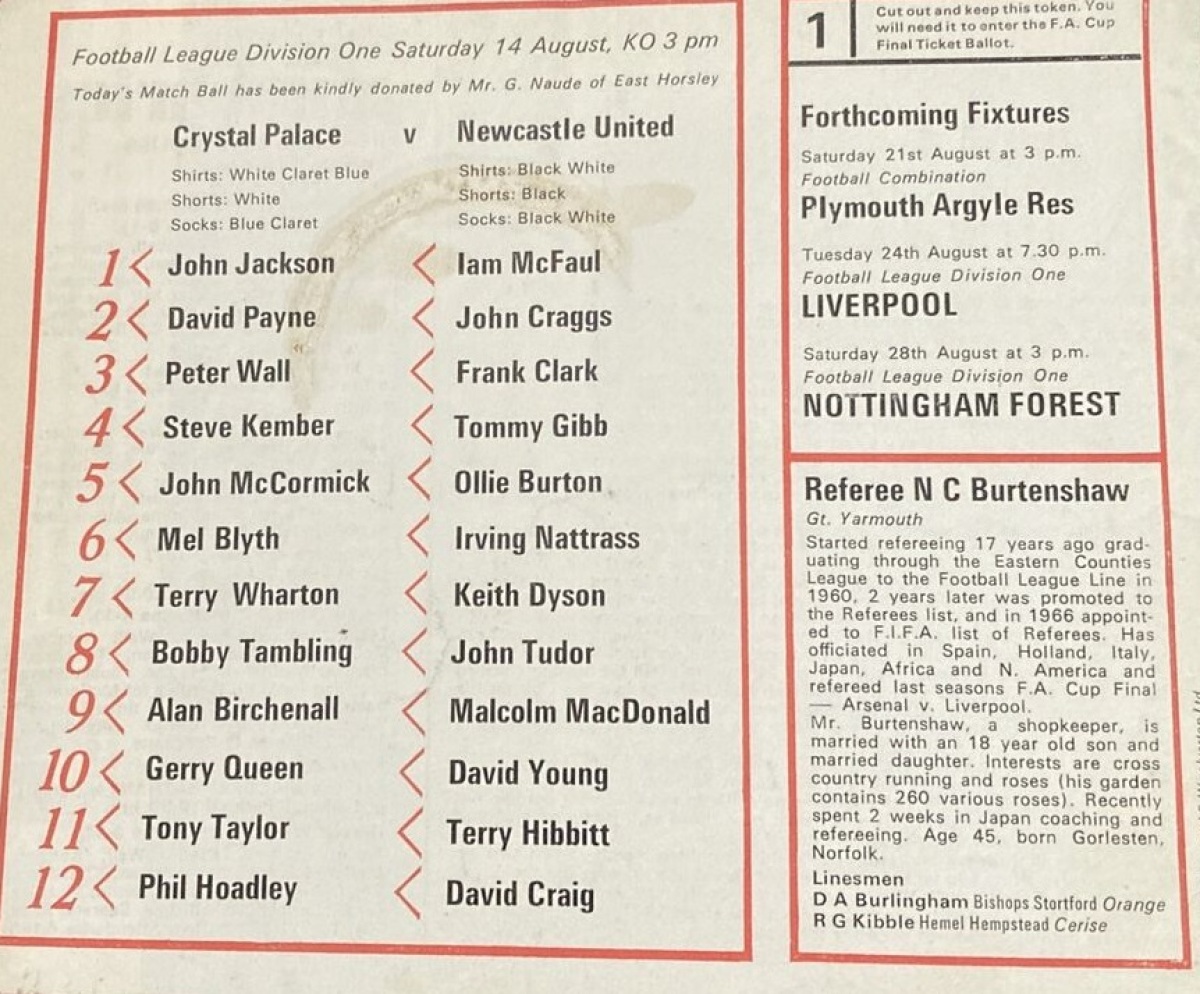 Football League Division One Saturday 14 August, KO 3 pm
Today's Match Ball has been kindly donated by Mr. G. Naude of East Horsley
Crystal Palace v Newcastle United
Shirts: White Claret Blue
Shorts: White
Socks: Blue Claret
Shirts: Black White
Shorts: Black
Socks: Black White
1 < John Jackson < Iam McFaul
2 < David Payne < John Craggs
3 < Peter Wall < Frank Clark
4 < Steve Kember < Tommy Gibb
5 < John McCormick < Ollie Burton
6 < Mel Blyth < Irving Nattrass
7 < Terry Wharton < Keith Dyson
8 < Bobby Tambling < John Tudor
9 < Alan Birchenall < Malcolm MacDonald
10 < Gerry Queen < David Young
11 < Tony Taylor < Terry Hibbitt
12 < Phil Hoadley < David Craig
1
Cut out and keep this token. You
will need it to enter the F.A. Cup
Final Ticket Ballot.
Forthcoming Fixtures
Saturday 21st August at 3 p.m.
Football Combination
Plymouth Argyle Res
Tuesday 24th August at 7.30 p.m.
Football League Division One
LIVERPOOL
Saturday 28th August at 3 p.m.
Football League Division One
NOTTINGHAM FOREST
Referee N C Burtenshaw
Gt. Yarmouth
Started refereeing 17 years ago grad-
uating through the Eastern Counties
League to the Football League Line in
1960, 2 years later was promoted to
the Referees list, and in 1966 appoint-
ed to F.I.F.A. list of Referees. Has
officiated in Spain, Holland, Italy,
Japan, Africa and N. America and
refereed last seasons F.A. Cup Final
— Arsenal v. Liverpool.
Mr. Burtenshaw, a shopkeeper, is
married with an 18 year old son and
married daughter. Interests are cross
country running and roses (his garden
contains 260 various roses). Recently
spent 2 weeks in Japan coaching and
refereeing. Age 45, born Gorlesten,
Norfolk.
Linesmen
D A Burlingham Bishops Stortford Orange
R G Kibble Hemel Hempstead Cerise